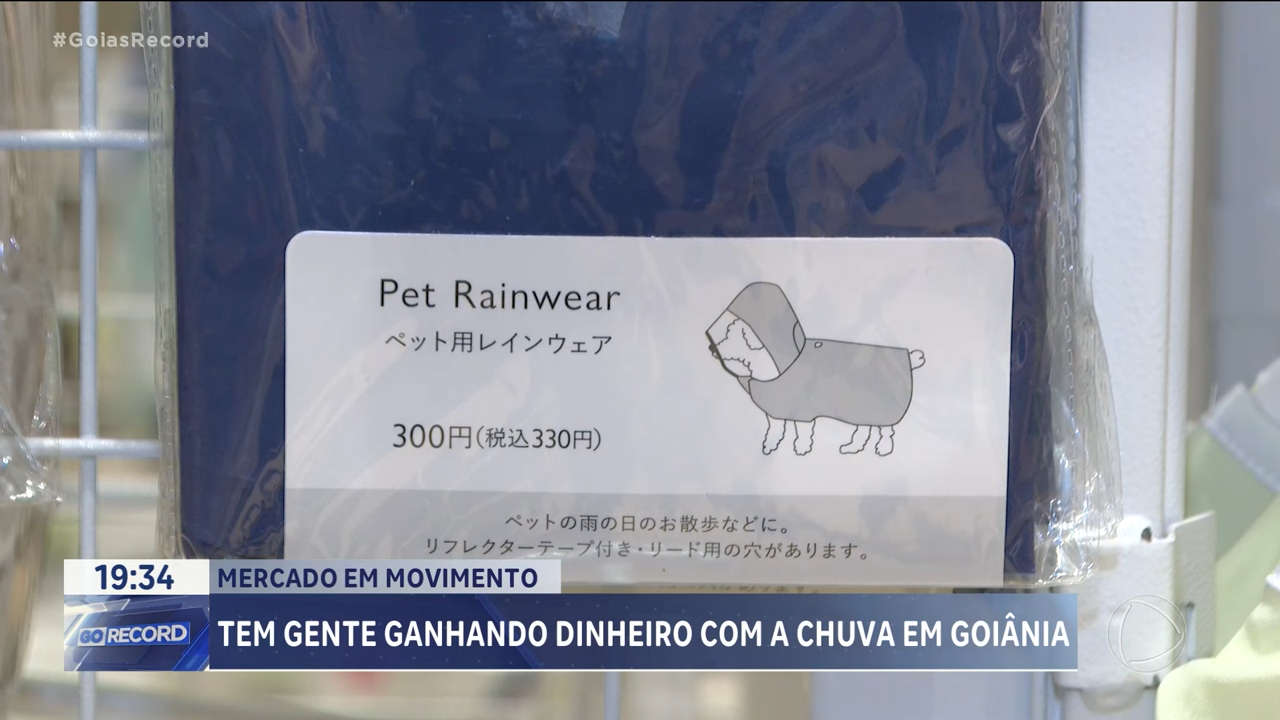 #GoiasRecord
Pet Rainwear
ペット用レインウェア
300円(税込330円)
ペットの雨の日のお散歩などに。
リフレクターテープ付き・リード用の穴があります。
19:34
MERCADO EM MOVIMENTO
GO RECORD
TEM GENTE GANHANDO DINHEIRO COM A CHUVA EM GOIÂNIA